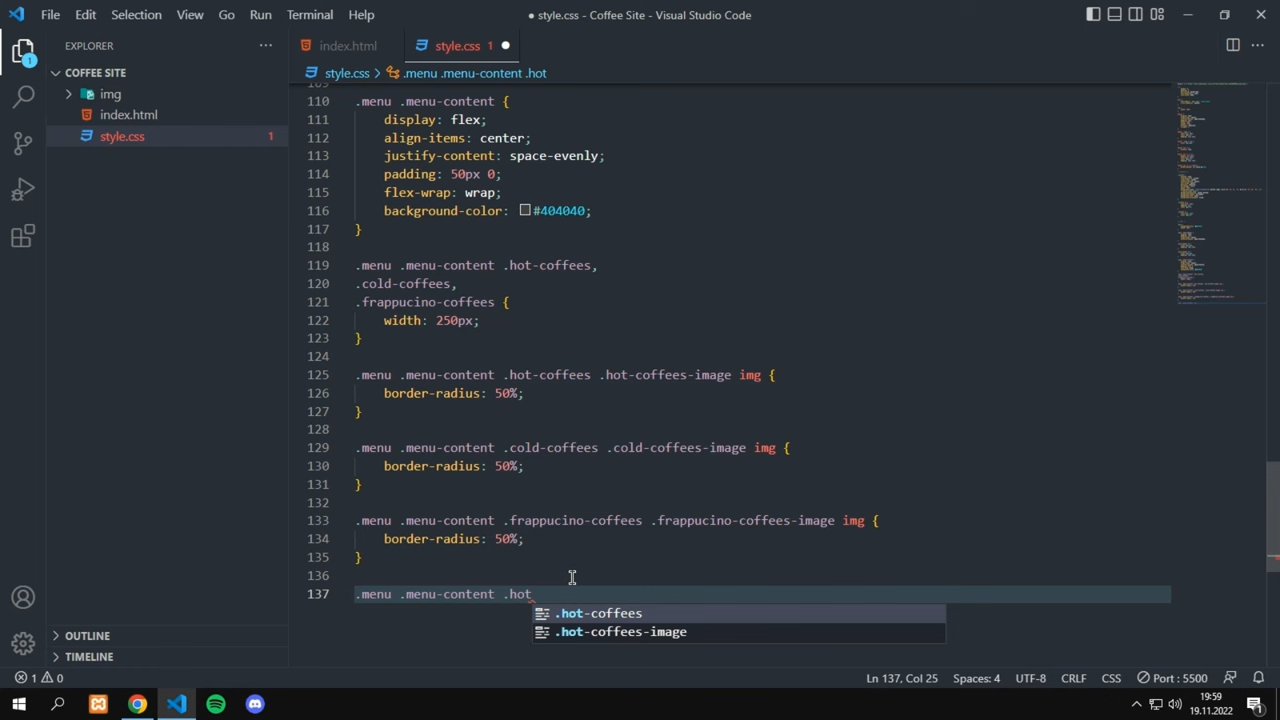 File Edit Selection View Go Run Terminal Help
● style.css - Coffee Site - Visual Studio Code
EXPLORER
COFFEE SITE
img
index.html
style.css 1
OUTLINE
TIMELINE
index.html style.css 1
style.css > .menu .menu-content .hot
109
110 .menu .menu-content {
111 display: flex;
112 align-items: center;
113 justify-content: space-evenly;
114 padding: 50px 0;
115 flex-wrap: wrap;
116 background-color: #404040;
117 }
118
119 .menu .menu-content .hot-coffees,
120 .cold-coffees,
121 .frappucino-coffees {
122 width: 250px;
123 }
124
125 .menu .menu-content .hot-coffees .hot-coffees-image img {
126 border-radius: 50%;
127 }
128
129 .menu .menu-content .cold-coffees .cold-coffees-image img {
130 border-radius: 50%;
131 }
132
133 .menu .menu-content .frappucino-coffees .frappucino-coffees-image img {
134 border-radius: 50%;
135 }
136
137 .menu .menu-content .hot
.hot-coffees
.hot-coffees-image
1 0
Ln 137, Col 25 Spaces: 4 UTF-8 CRLF CSS Port : 5500
19:59
19.11.2022